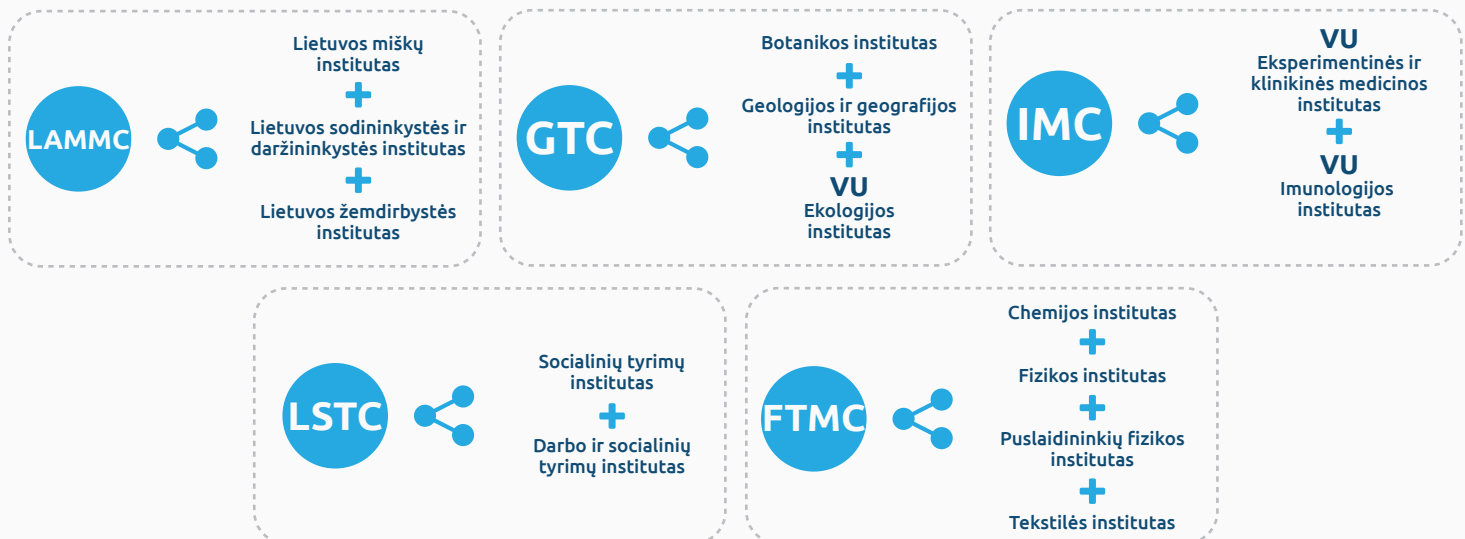 LAMMC
Lietuvos miškų
institutas
+
Lietuvos sodininkystės ir
daržininkystės institutas
+
Lietuvos žemdirbystės
institutas
GTC
Botanikos institutas
+
Geologijos ir geografijos
institutas
+
VU
Ekologijos
institutas
IMC
VU
Eksperimentinės ir
klinikinės medicinos
institutas
+
VU
Imunologijos
institutas
LSTC
Socialinių tyrimų
institutas
+
Darbo ir socialinių
tyrimų institutas
FTMC
Chemijos institutas
+
Fizikos institutas
+
Puslaidininkių fizikos
institutas
+
Tekstilės institutas